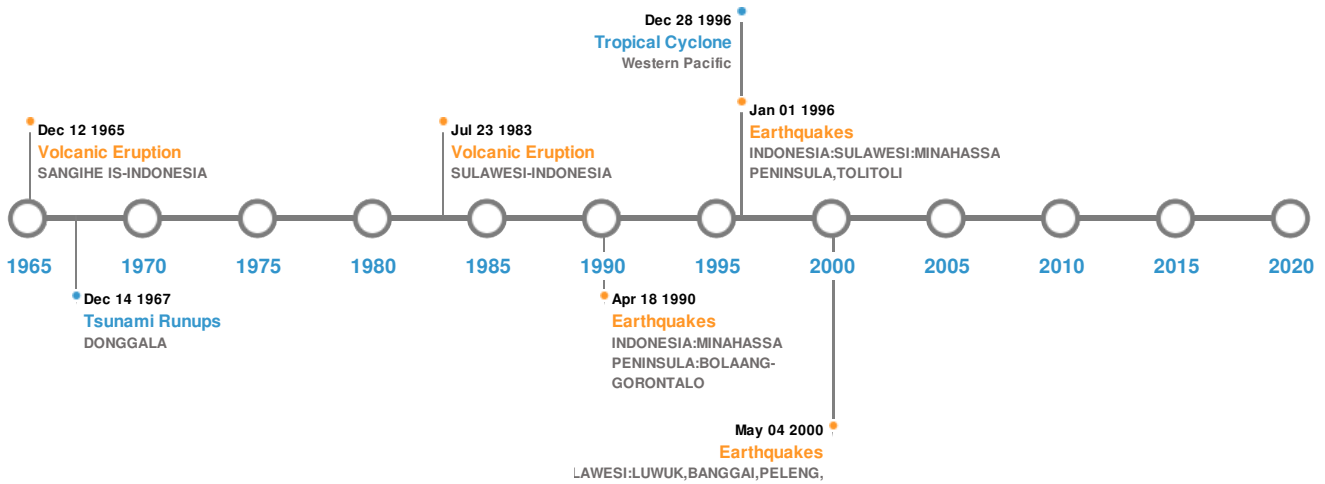 Dec 28 1996
Tropical Cyclone
Western Pacific
Dec 12 1965
Volcanic Eruption
SANGIHE IS-INDONESIA
Jul 23 1983
Volcanic Eruption
SULAWESI-INDONESIA
Jan 01 1996
Earthquakes
INDONESIA:SULAWESI:MINAHASSA
PENINSULA,TOLITOLI
1965 1970 1975 1980 1985 1990 1995 2000 2005 2010 2015 2020
Dec 14 1967
Tsunami Runups
DONGGALA
Apr 18 1990
Earthquakes
INDONESIA:MINAHASSA
PENINSULA:BOLAANG-
GORONTALO
May 04 2000
Earthquakes
LAWESI:LUWUK,BANGGAI,PELENG,